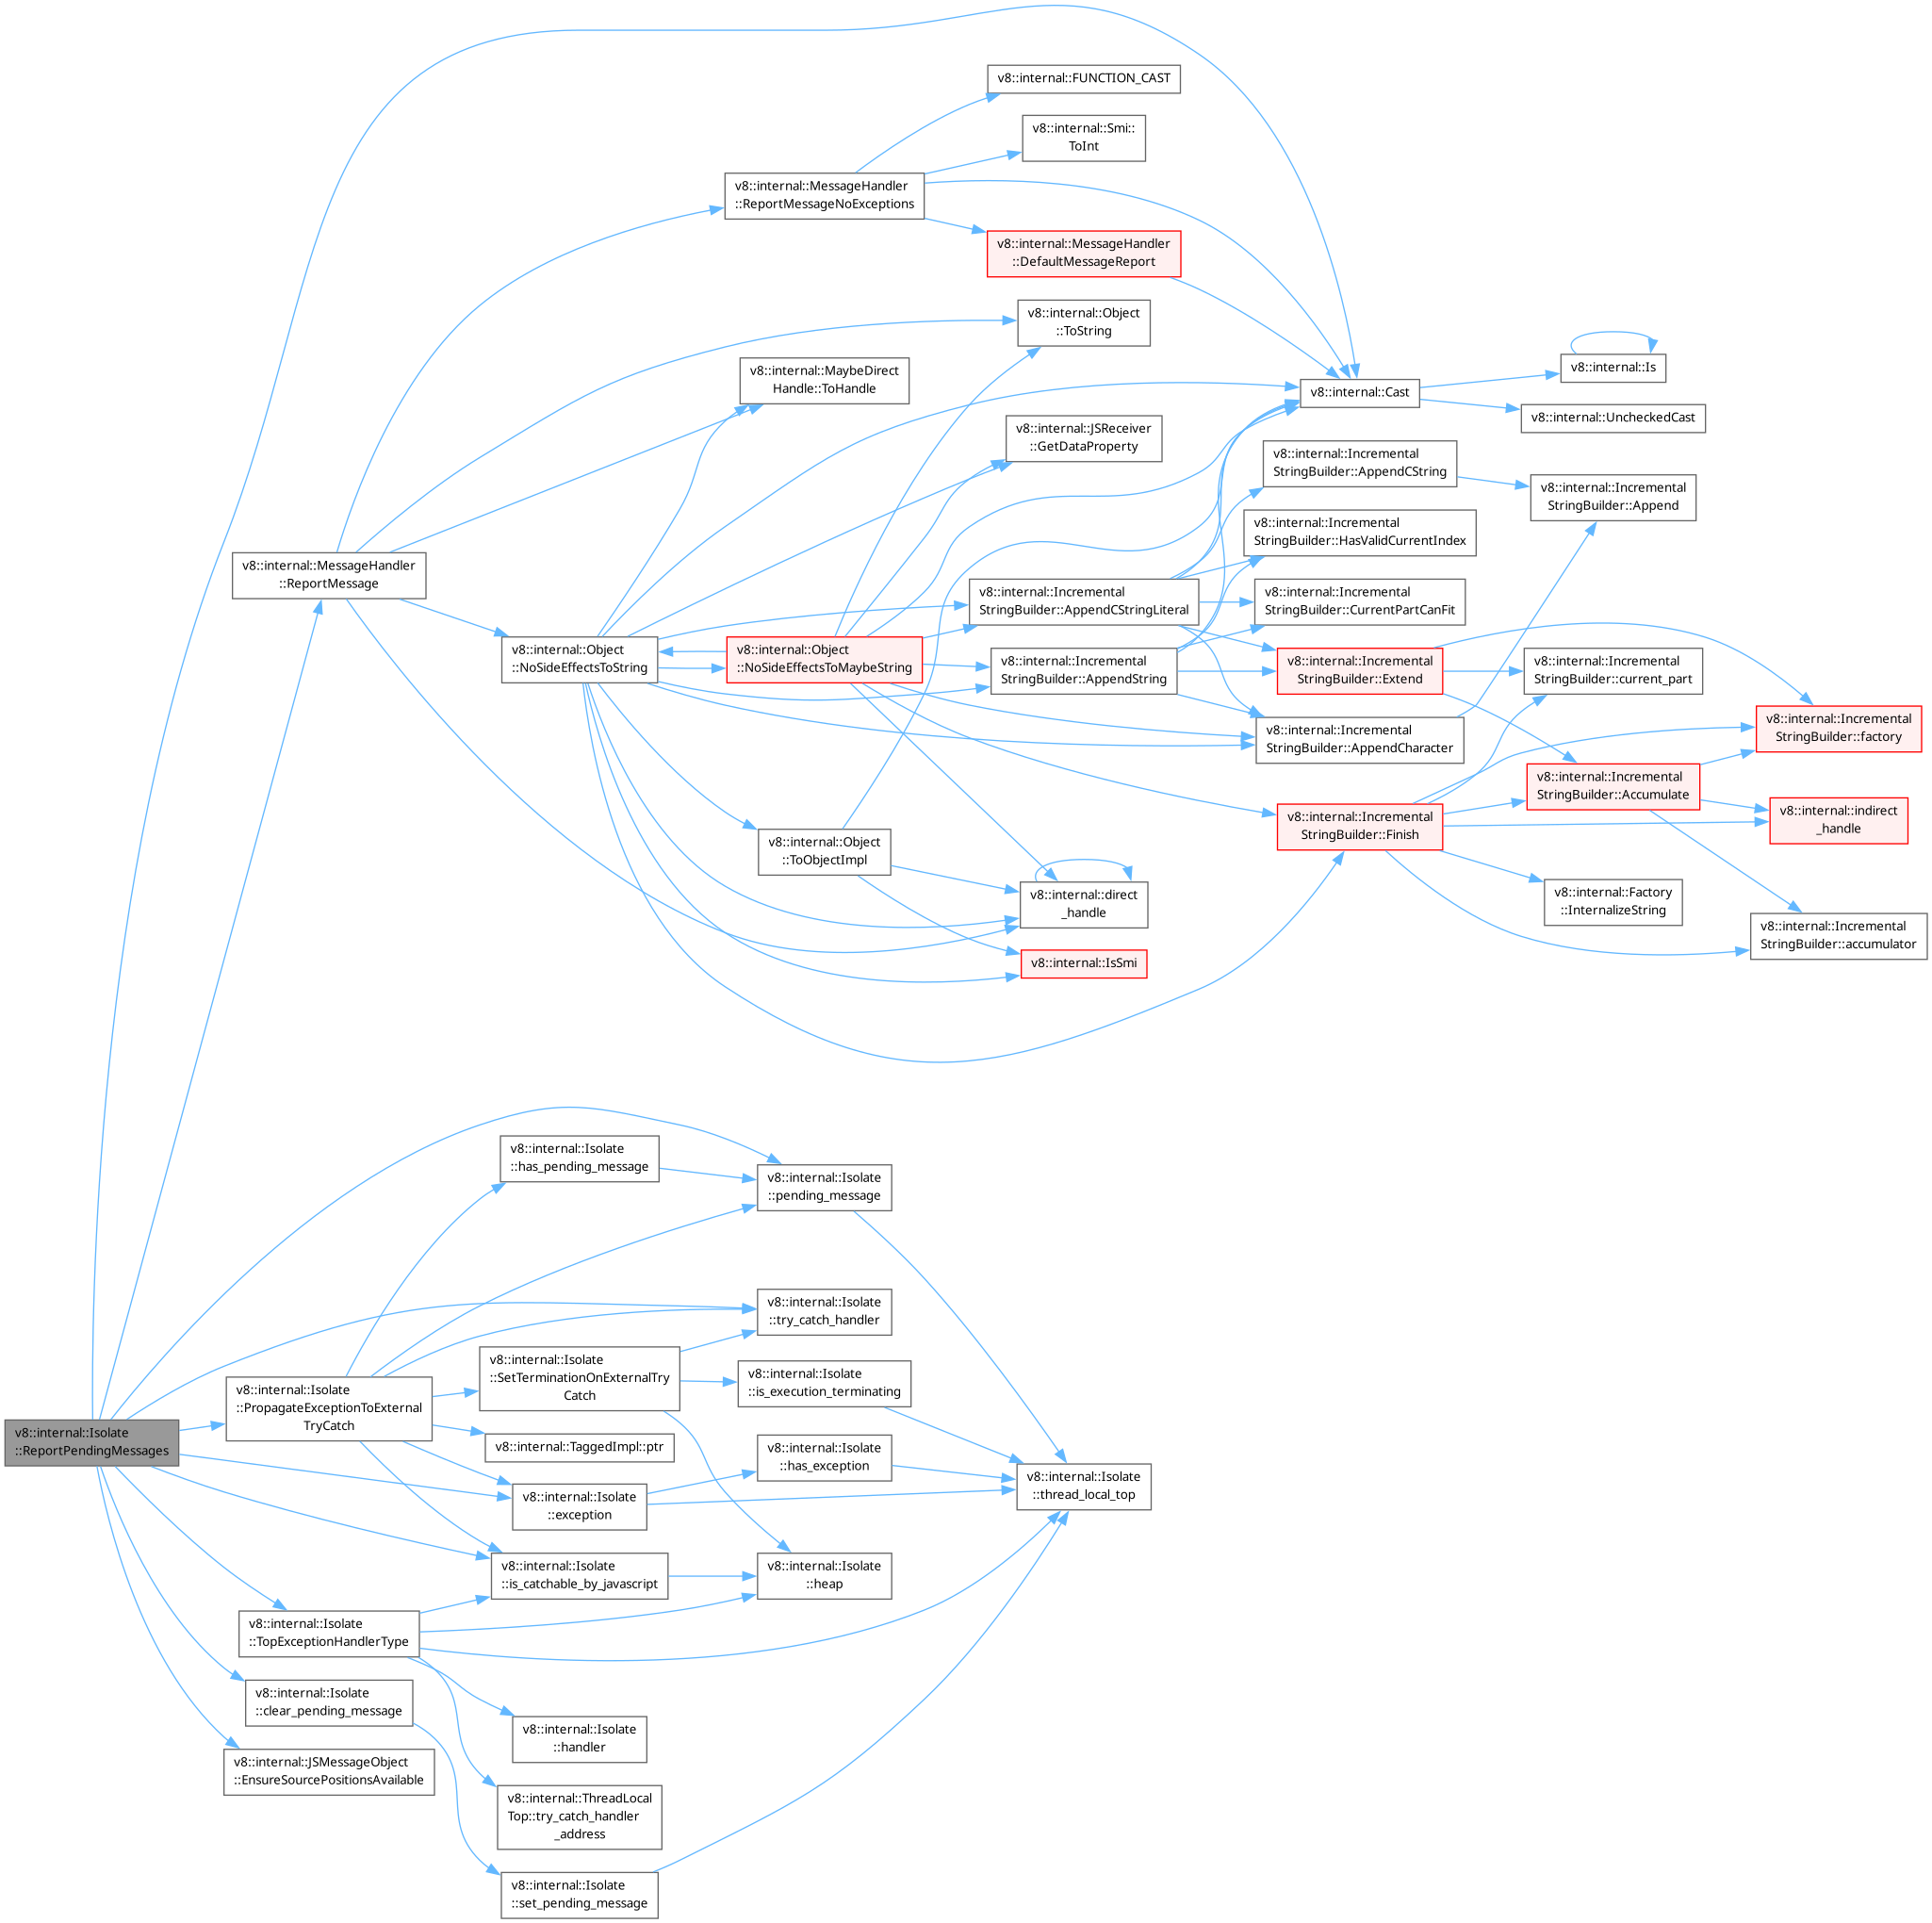 v8::internal::FUNCTION_CAST
v8::internal::Smi::
ToInt
v8::internal::MessageHandler
::ReportMessageNoExceptions
v8::internal::MessageHandler
::DefaultMessageReport
v8::internal::Object
::ToString
v8::internal::MaybeDirect
Handle::ToHandle
v8::internal::Is
v8::internal::Cast
v8::internal::UncheckedCast
v8::internal::JSReceiver
::GetDataProperty
v8::internal::Incremental
StringBuilder::AppendCString
v8::internal::Incremental
StringBuilder::Append
v8::internal::Incremental
StringBuilder::HasValidCurrentIndex
v8::internal::MessageHandler
::ReportMessage
v8::internal::Incremental
StringBuilder::AppendCStringLiteral
v8::internal::Incremental
StringBuilder::CurrentPartCanFit
v8::internal::Object
::NoSideEffectsToString
v8::internal::Object
::NoSideEffectsToMaybeString
v8::internal::Incremental
StringBuilder::AppendString
v8::internal::Incremental
StringBuilder::Extend
v8::internal::Incremental
StringBuilder::current_part
v8::internal::Incremental
StringBuilder::factory
v8::internal::Incremental
StringBuilder::AppendCharacter
v8::internal::Incremental
StringBuilder::Accumulate
v8::internal::Incremental
StringBuilder::Finish
v8::internal::indirect
_handle
v8::internal::Object
::ToObjectImpl
v8::internal::direct
_handle
v8::internal::Factory
::InternalizeString
v8::internal::Incremental
StringBuilder::accumulator
v8::internal::IsSmi
v8::internal::Isolate
::has_pending_message
v8::internal::Isolate
::pending_message
v8::internal::Isolate
::try_catch_handler
v8::internal::Isolate
::SetTerminationOnExternalTry
Catch
v8::internal::Isolate
::is_execution_terminating
v8::internal::Isolate
::PropagateExceptionToExternal
TryCatch
v8::internal::Isolate
::ReportPendingMessages
v8::internal::TaggedImpl::ptr
v8::internal::Isolate
::has_exception
v8::internal::Isolate
::thread_local_top
v8::internal::Isolate
::exception
v8::internal::Isolate
::is_catchable_by_javascript
v8::internal::Isolate
::heap
v8::internal::Isolate
::TopExceptionHandlerType
v8::internal::Isolate
::clear_pending_message
v8::internal::Isolate
::handler
v8::internal::JSMessageObject
::EnsureSourcePositionsAvailable
v8::internal::ThreadLocal
Top::try_catch_handler
_address
v8::internal::Isolate
::set_pending_message